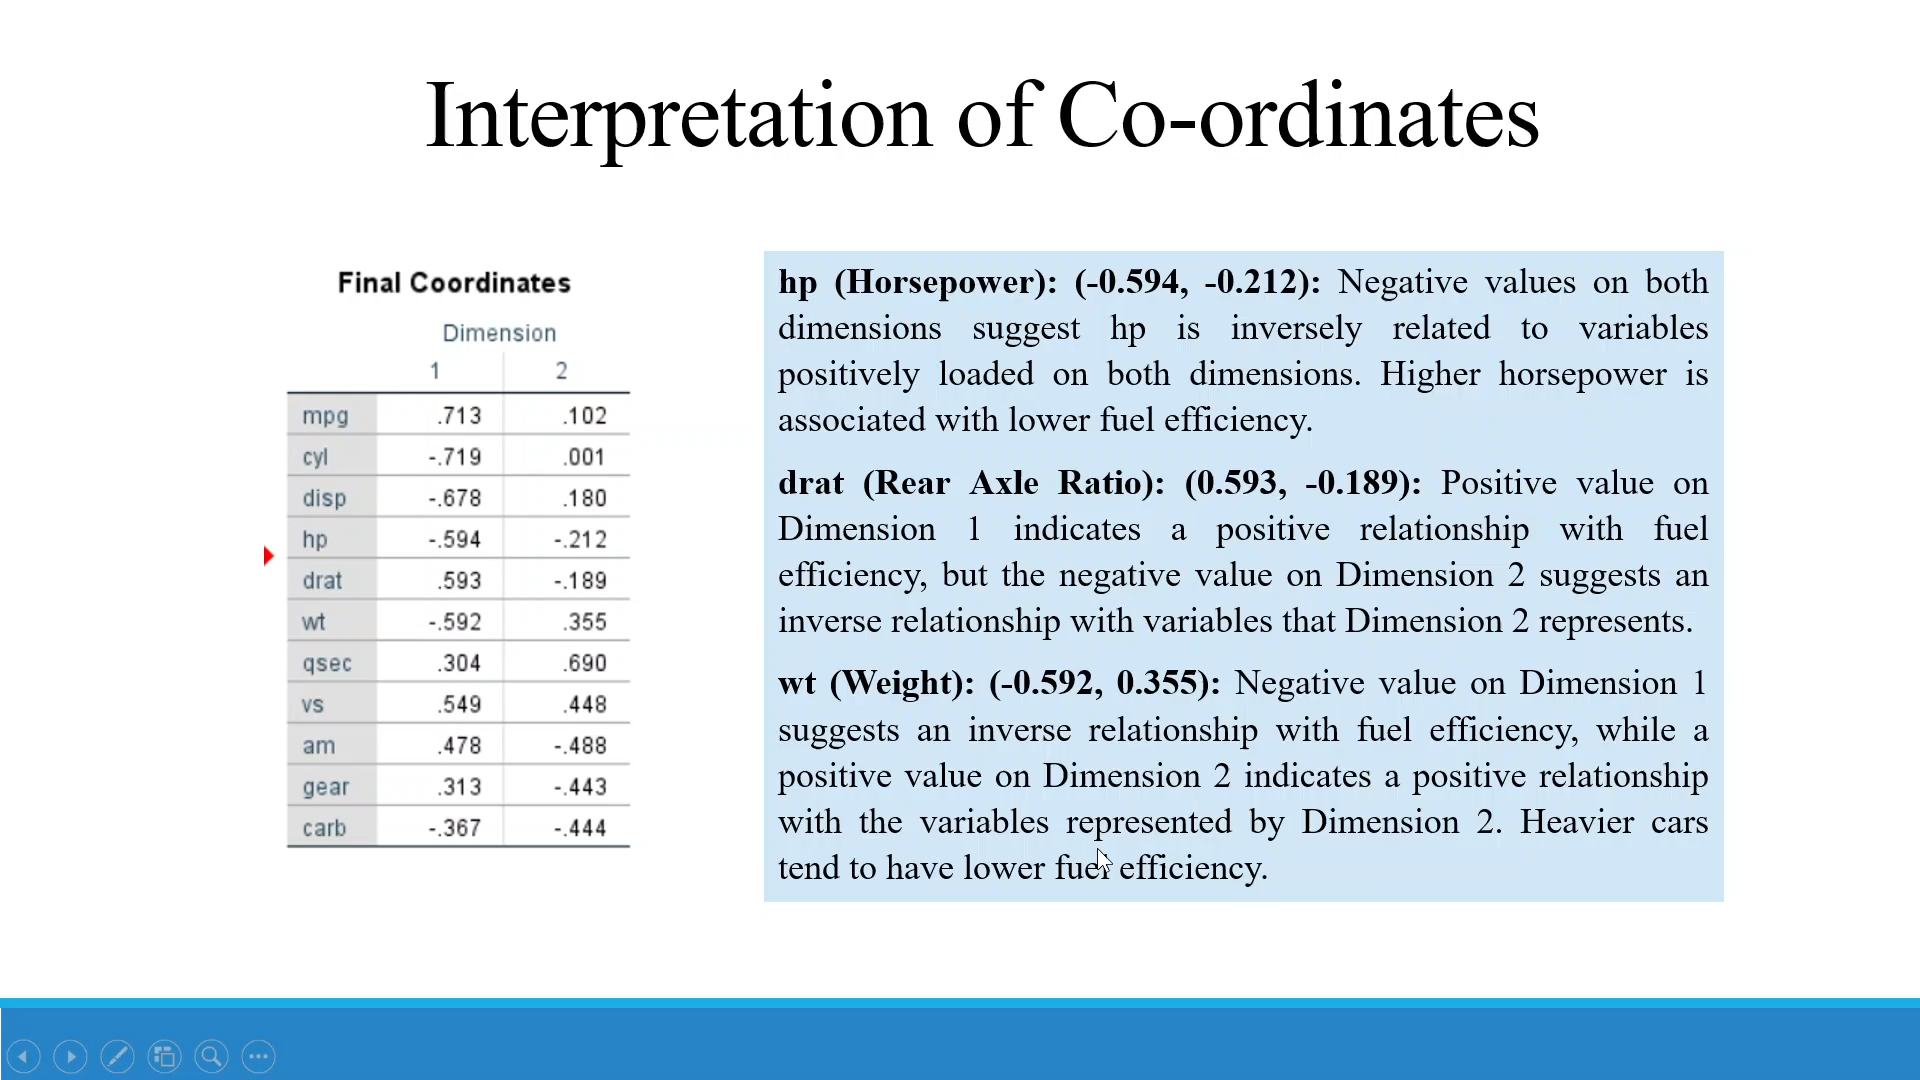 Interpretation of Co-ordinates
Final Coordinates
Dimension
1 2
mpg .713 .102
cyl -.719 .001
disp -.678 .180
hp -.594 -.212
drat .593 -.189
wt -.592 .355
qsec .304 .690
vs .549 .448
am .478 -.488
gear .313 -.443
carb -.367 -.444
hp (Horsepower): (-0.594, -0.212): Negative values on both
dimensions suggest hp is inversely related to variables
positively loaded on both dimensions. Higher horsepower is
associated with lower fuel efficiency.
drat (Rear Axle Ratio): (0.593, -0.189): Positive value on
Dimension 1 indicates a positive relationship with fuel
efficiency, but the negative value on Dimension 2 suggests an
inverse relationship with variables that Dimension 2 represents.
wt (Weight): (-0.592, 0.355): Negative value on Dimension 1
suggests an inverse relationship with fuel efficiency, while a
positive value on Dimension 2 indicates a positive relationship
with the variables represented by Dimension 2. Heavier cars
tend to have lower fuel efficiency.